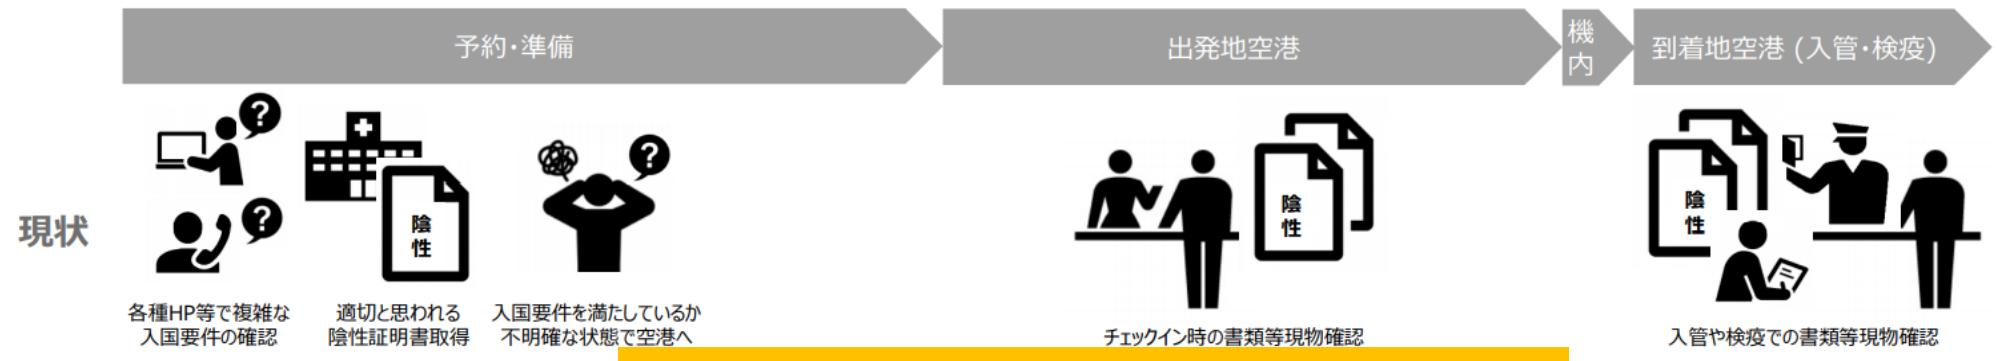 予約・準備
出発地空港
機
内
到着地空港 (入管・検疫)
現状
?
?
陰
性
?
陰
性
陰
性
各種HP等で複雑な
入国要件の確認
適切と思われる
陰性証明書取得
入国要件を満たしているか
不明確な状態で空港へ
チェックイン時の書類等現物確認
入管や検疫での書類等現物確認